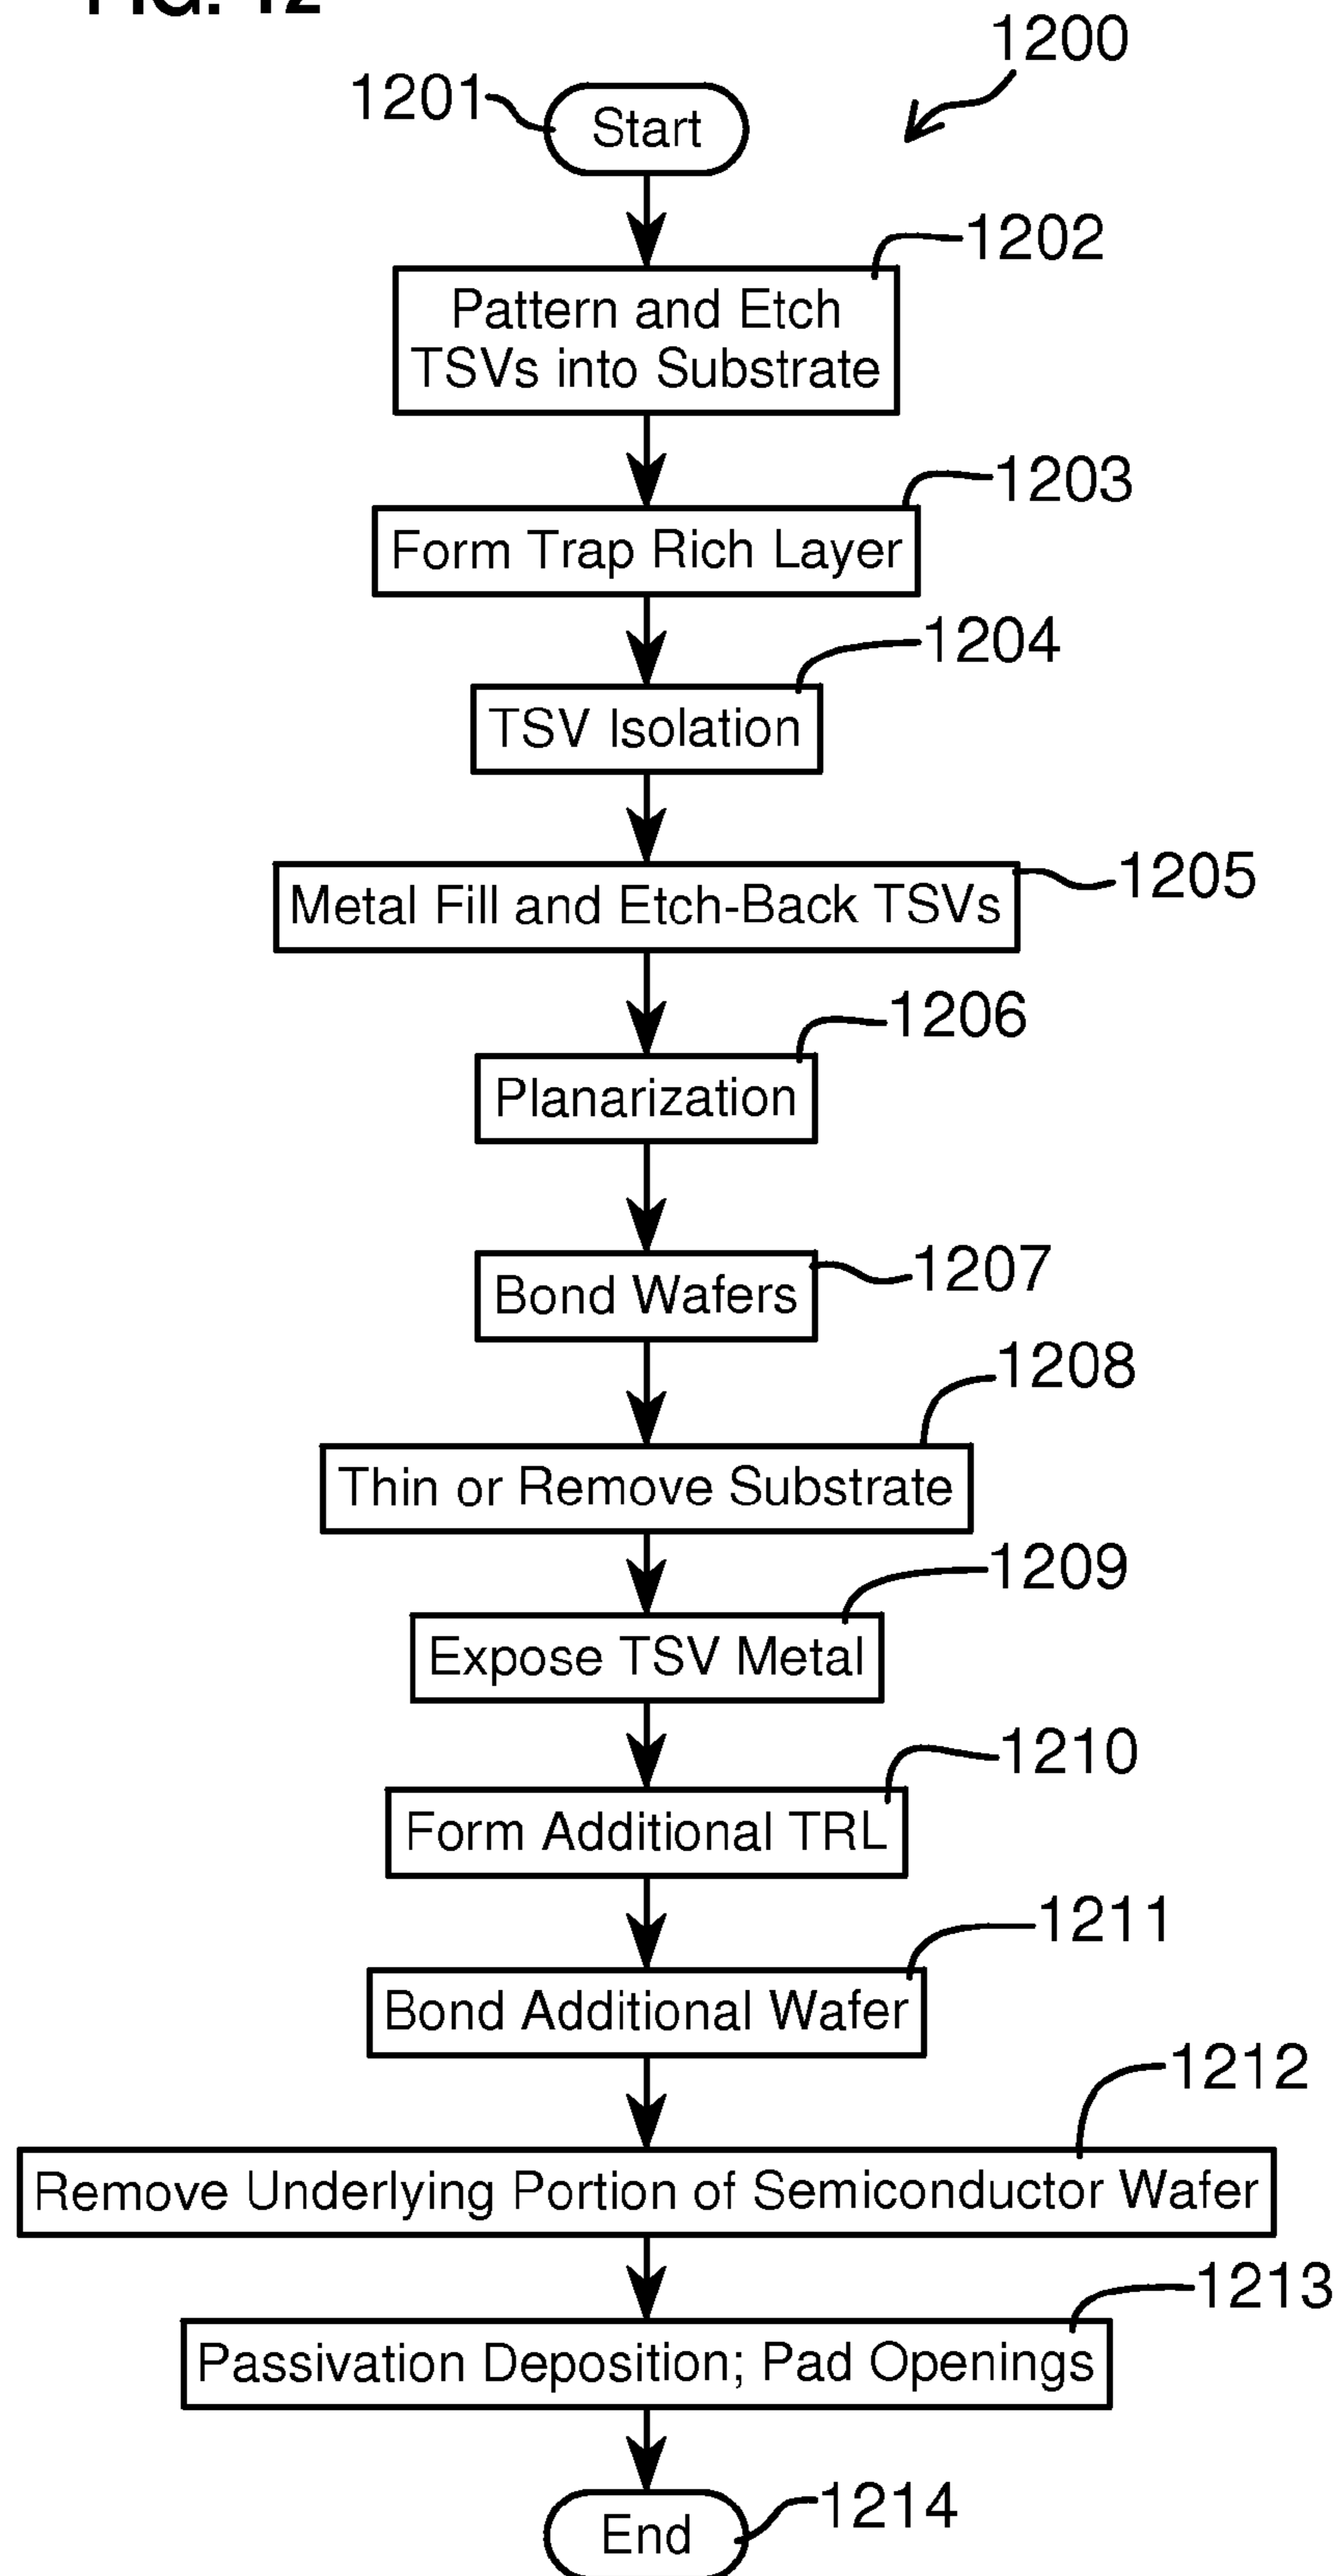 FIG. 12
1200
1201
Start
1202
Pattern and Etch
TSVs into Substrate
1203
Form Trap Rich Layer
1204
TSV Isolation
1205
Metal Fill and Etch-Back TSVs
1206
Planarization
1207
Bond Wafers
1208
Thin or Remove Substrate
1209
Expose TSV Metal
1210
Form Additional TRL
1211
Bond Additional Wafer
1212
Remove Underlying Portion of Semiconductor Wafer
1213
Passivation Deposition; Pad Openings
End
1214